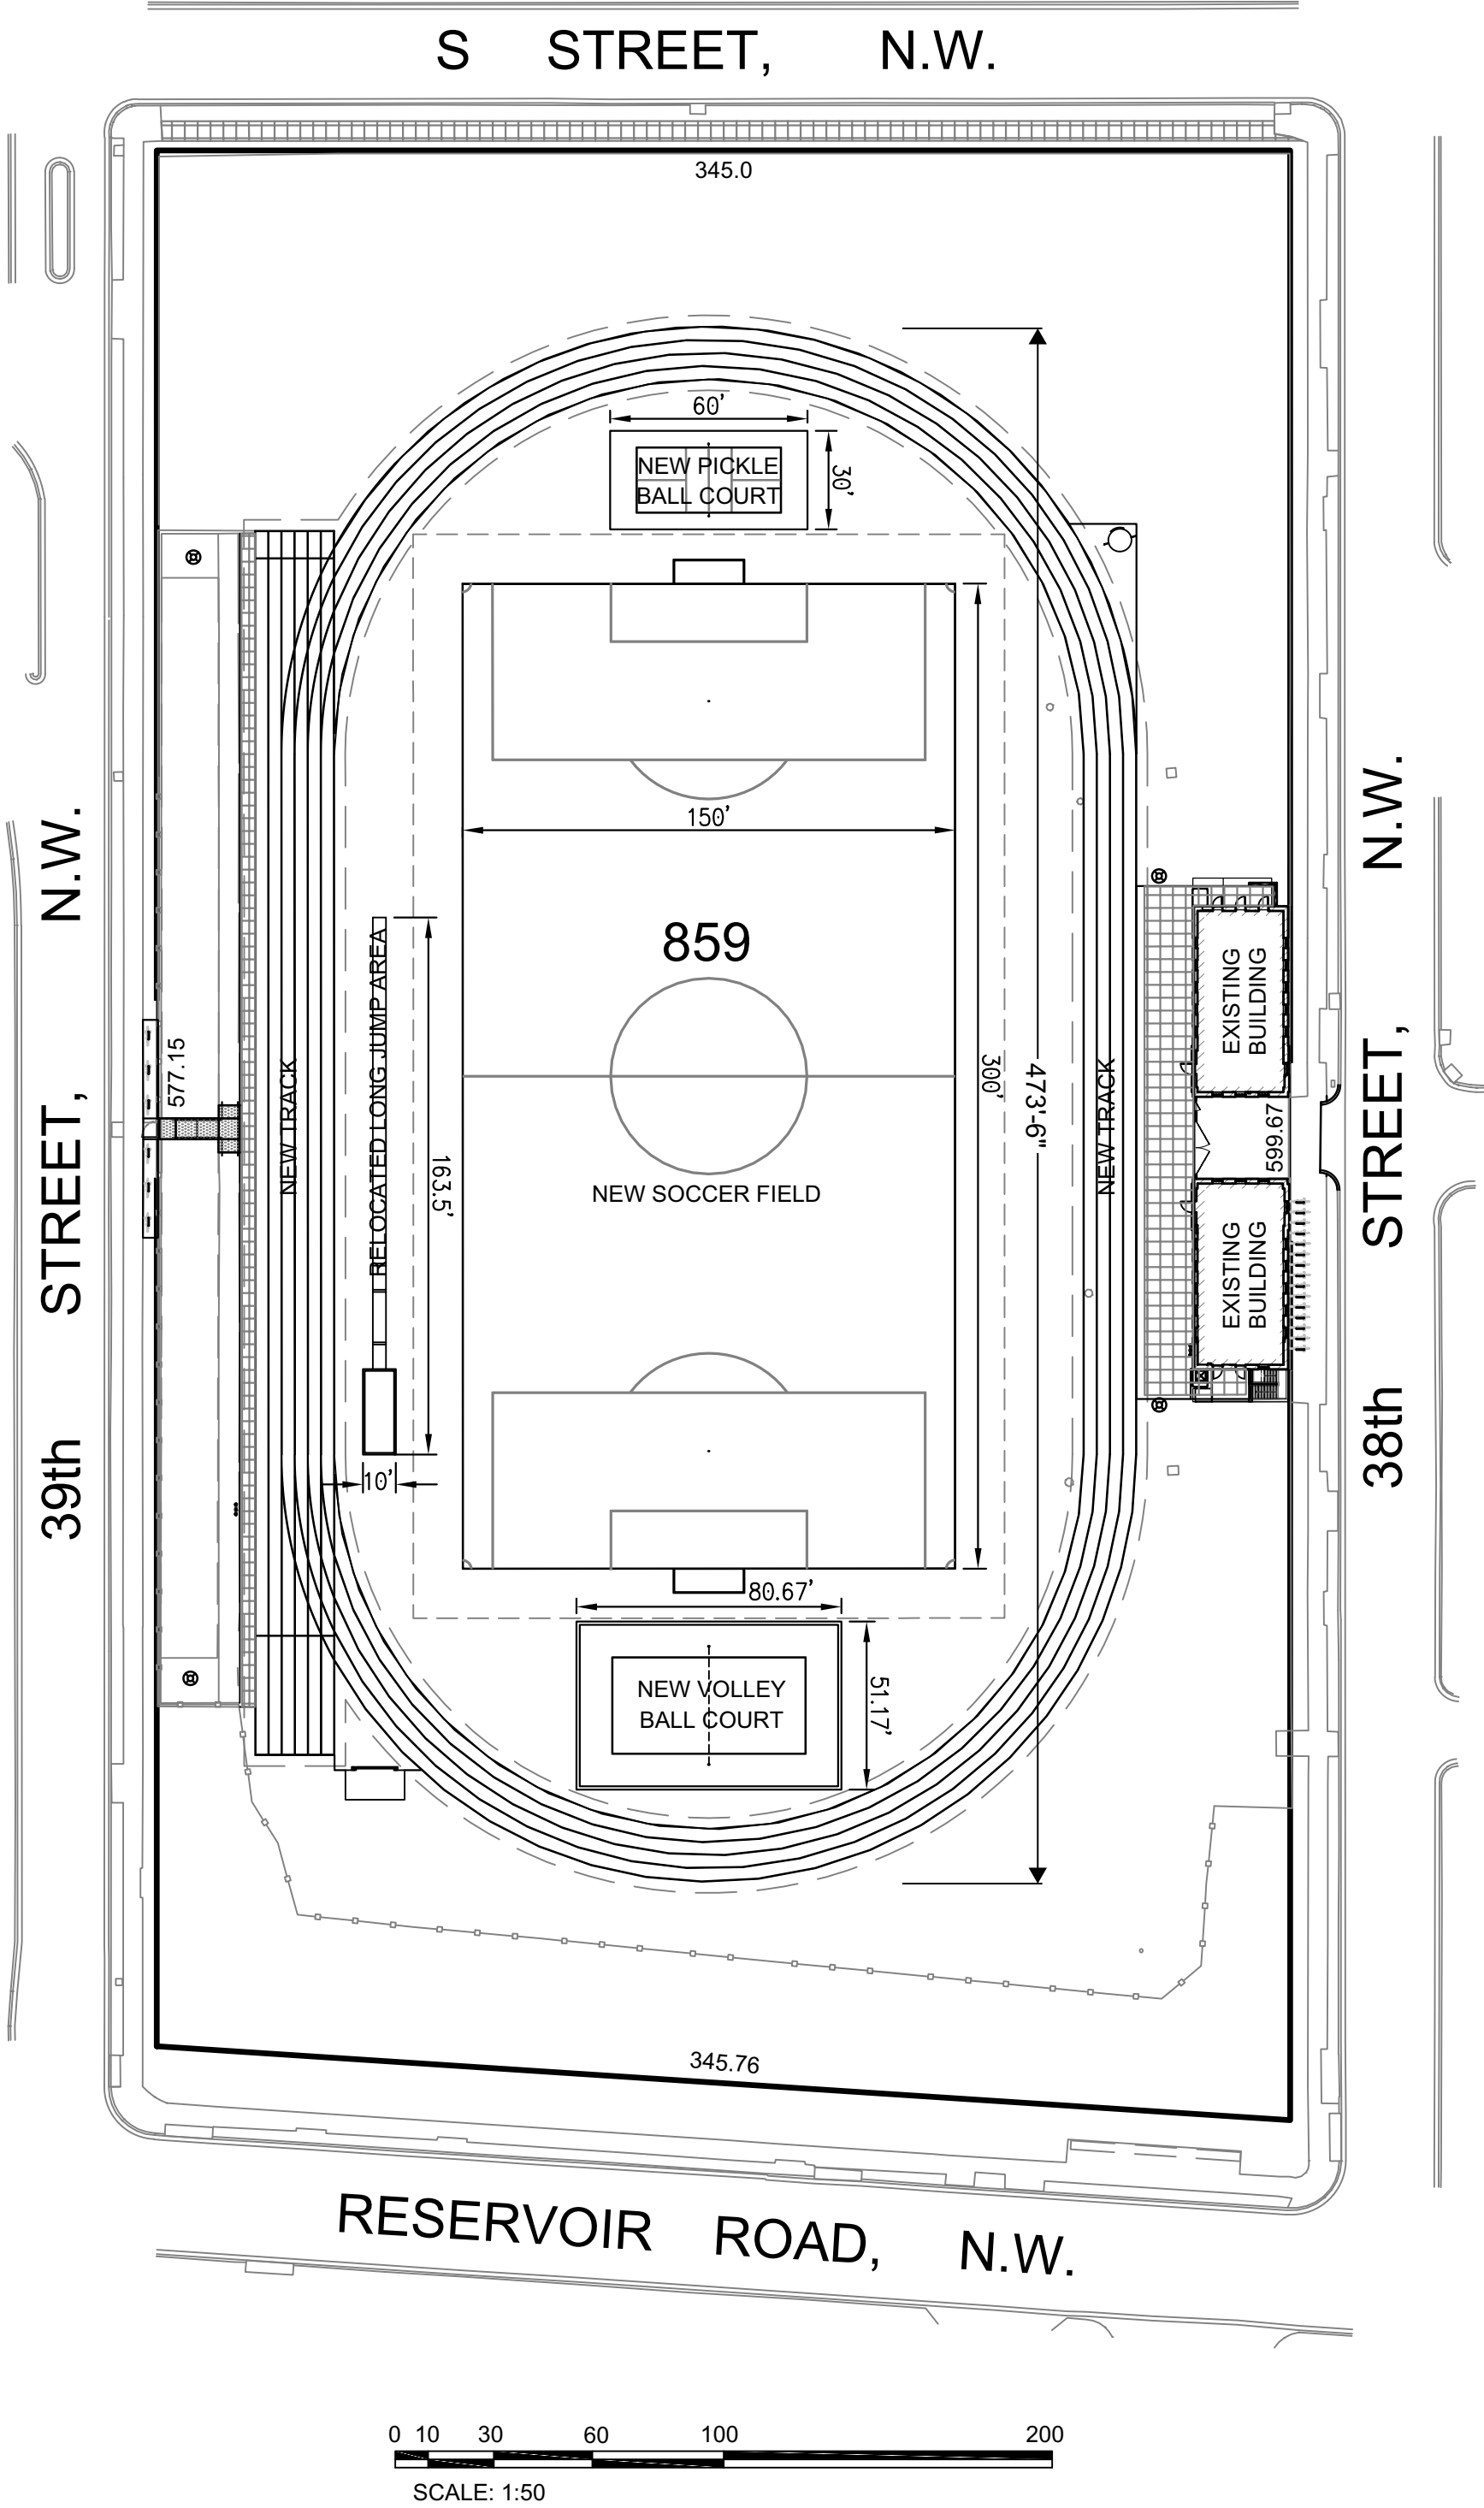 S STREET, N.W.
345.0
60'
30'
NEW PICKLE
BALL COURT
150'
859
39th STREET, N.W.
577.15
NEW TRACK
RELOCATED LONG JUMP AREA
163.5'
10'
300'
473'-6"
NEW TRACK
EXISTING
BUILDING
599.67
EXISTING
BUILDING
38th STREET, N.W.
NEW SOCCER FIELD
80.67'
51.17'
NEW VOLLEY
BALL COURT
345.76
RESERVOIR ROAD, N.W.
0 10 30 60 100 200
SCALE: 1:50